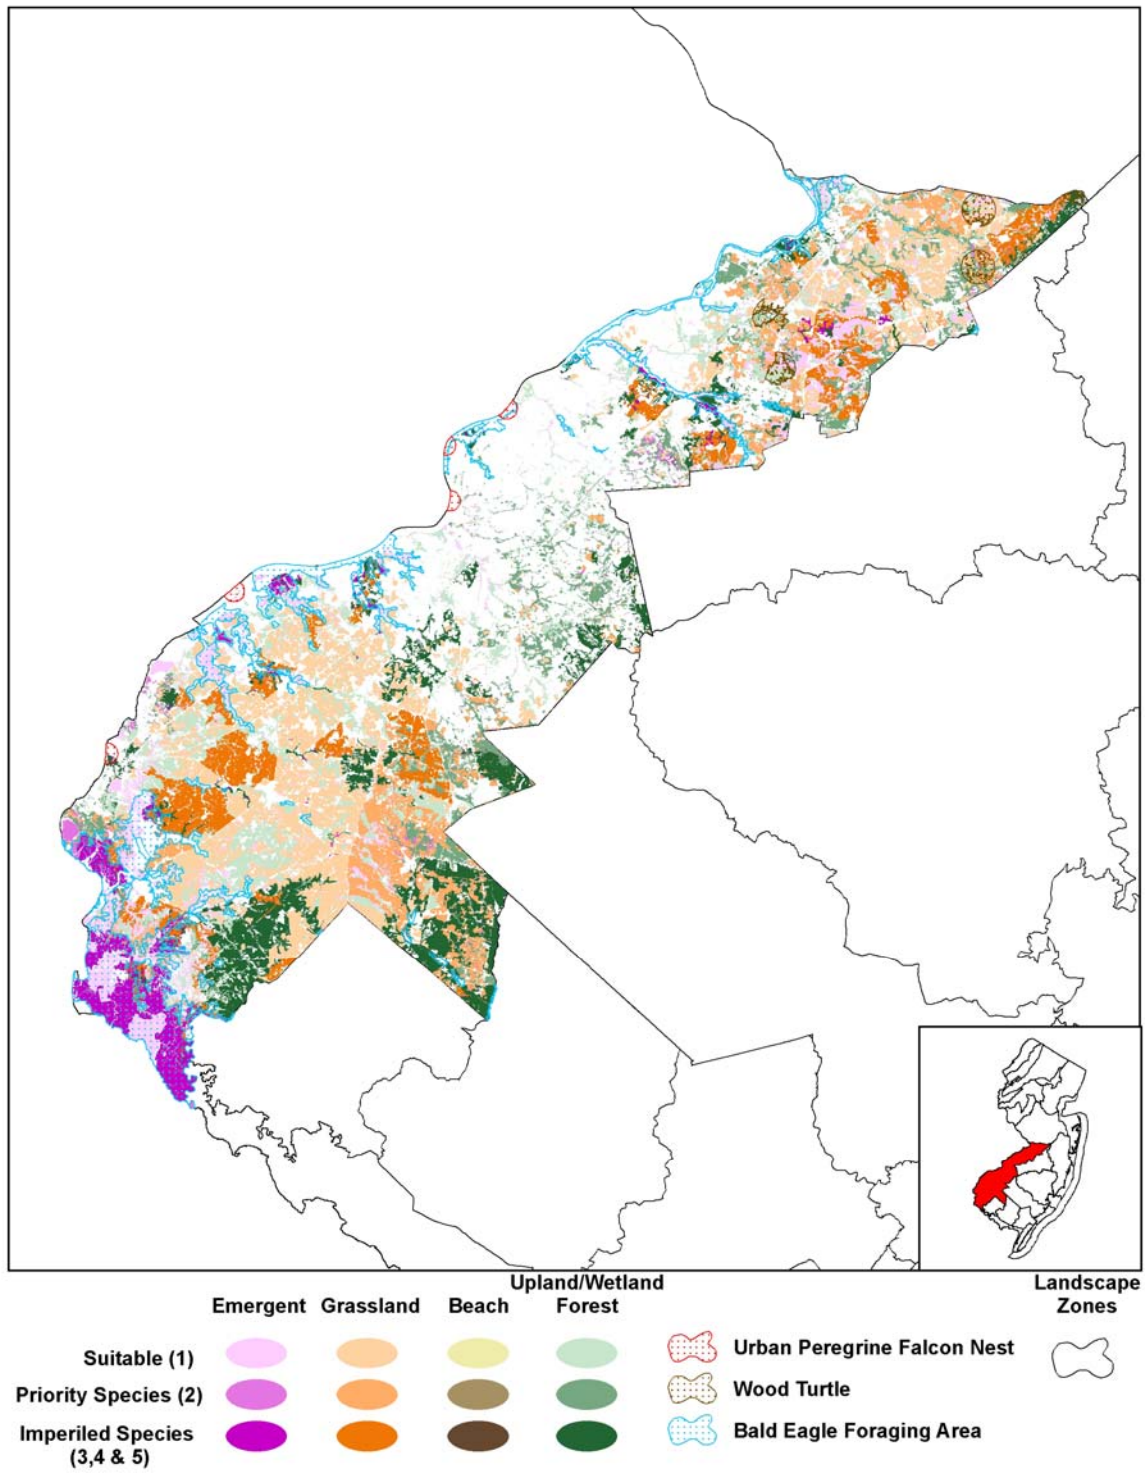 Upland/Wetland
Landscape
Emergent Grassland Beach Forest
Zones
Suitable (1)
Urban Peregrine Falcon Nest
Priority Species (2)
Wood Turtle
Imperiled Species
(3,4 & 5)
Bald Eagle Foraging Area